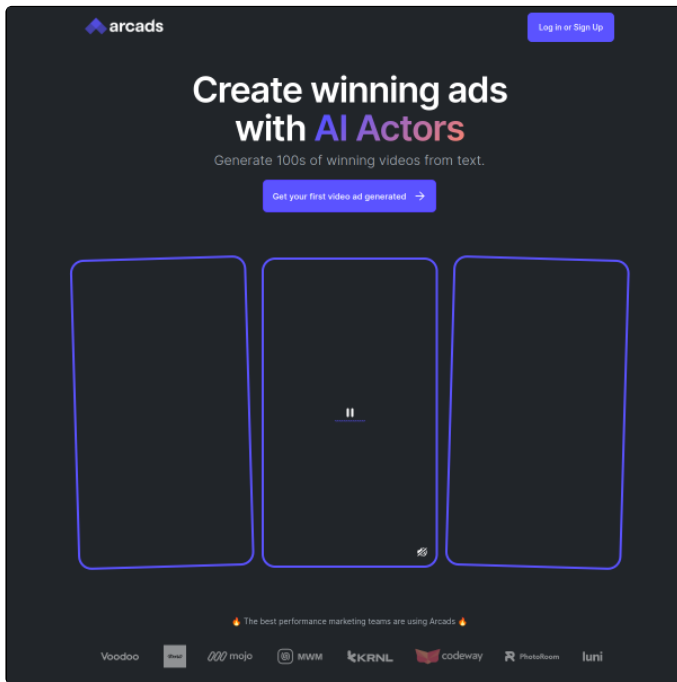 arcads
Log in or Sign Up
Create winning ads
with AI Actors
Generate 100s of winning videos from text.
Get your first video ad generated →
🔥 The best performance marketing teams are using Arcads 🔥
Voodoo
mojo
MWM
KRNL
codeway
PhotoRoom
luni